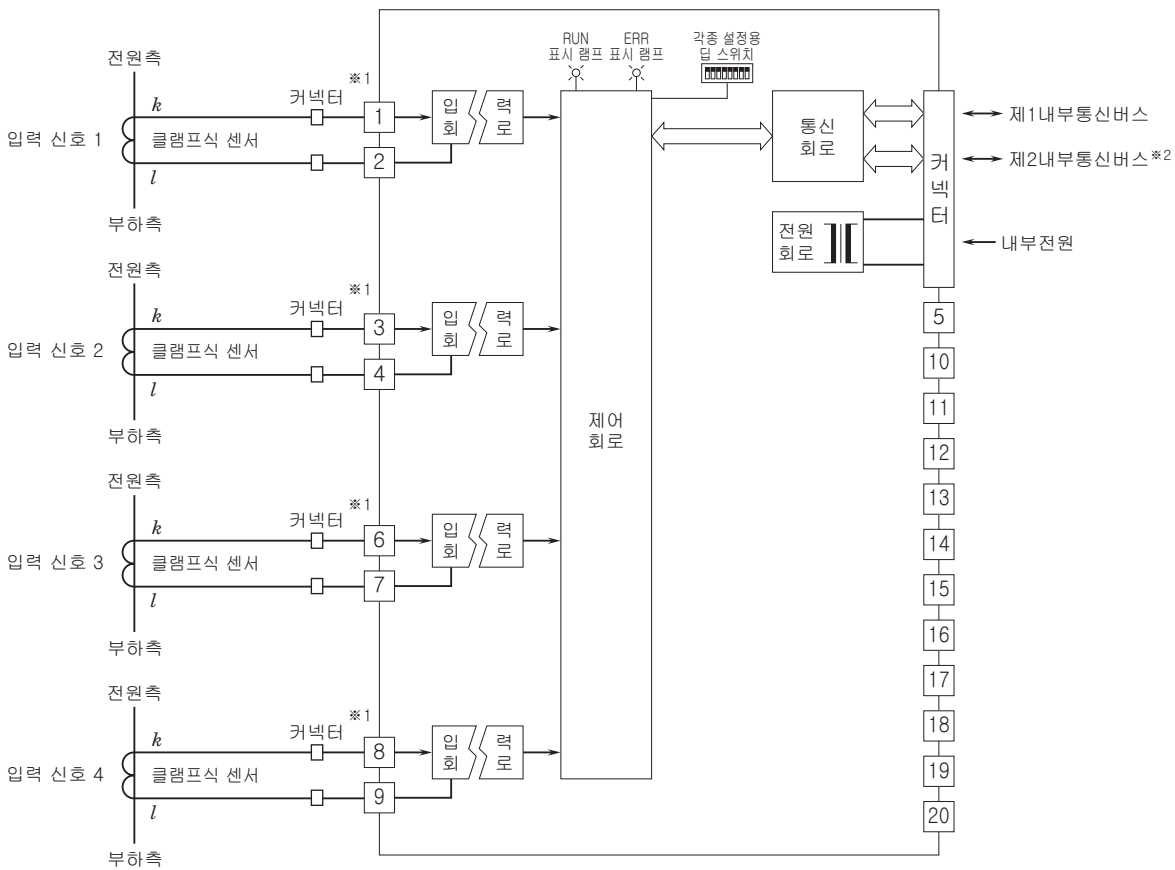 RUN
표시 램프
ERR
표시 램프
각종 설정용
딥 스위치
전원측
k
커넥터
※1
1
입력 신호 1
클램프식 센서
2
l
부하측
입 력
회 로
통신
회로
커넥터
제1내부통신버스
제2내부통신버스※2
전원
회로
내부전원
전원측
k
커넥터
※1
3
입력 신호 2
클램프식 센서
4
l
부하측
입 력
회 로
제어
회로
전원측
k
커넥터
※1
6
입력 신호 3
클램프식 센서
7
l
부하측
입 력
회 로
전원측
k
커넥터
※1
8
입력 신호 4
클램프식 센서
9
l
부하측
입 력
회 로
5
10
11
12
13
14
15
16
17
18
19
20